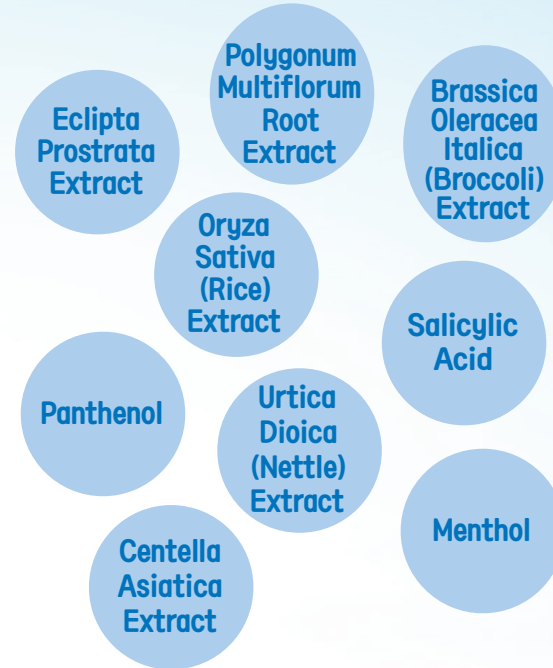 Polygonum
Multiflorum
Root
Extract
Brassica
Oleracea
Italica
(Broccoli)
Extract
Eclipta
Prostrata
Extract
Oryza
Sativa
(Rice)
Extract
Salicylic
Acid
Panthenol
Urtica
Dioica
(Nettle)
Extract
Menthol
Centella
Asiatica
Extract